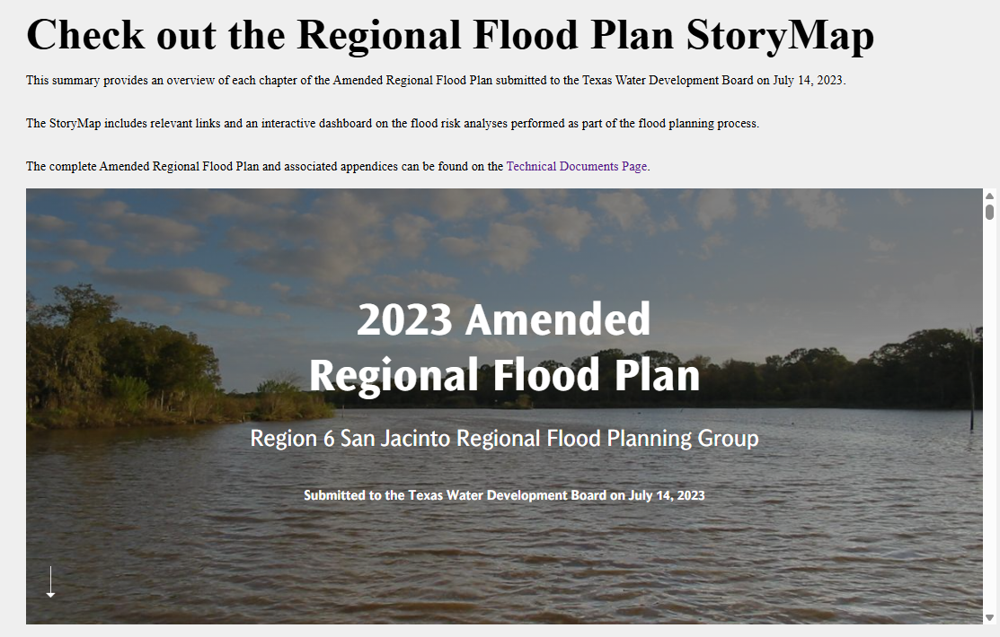 Check out the Regional Flood Plan StoryMap
This summary provides an overview of each chapter of the Amended Regional Flood Plan submitted to the Texas Water Development Board on July 14, 2023.
The StoryMap includes relevant links and an interactive dashboard on the flood risk analyses performed as part of the flood planning process.
The complete Amended Regional Flood Plan and associated appendices can be found on the Technical Documents Page.
2023 Amended
Regional Flood Plan
Region 6 San Jacinto Regional Flood Planning Group
Submitted to the Texas Water Development Board on July 14, 2023